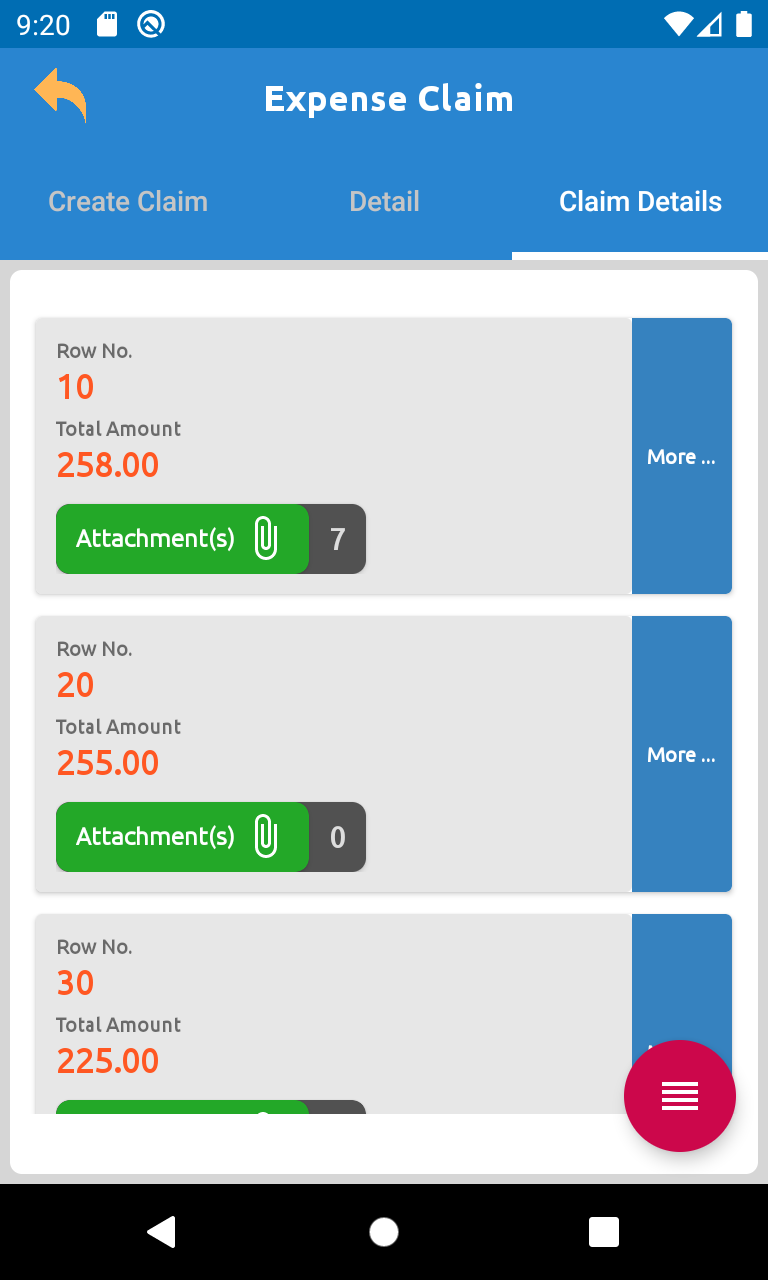 9:20
Expense Claim
Create Claim
Detail
Claim Details
Row No.
10
Total Amount
258.00
Attachment(s)
7
More ...
Row No.
20
Total Amount
255.00
Attachment(s)
0
More ...
Row No.
30
Total Amount
225.00